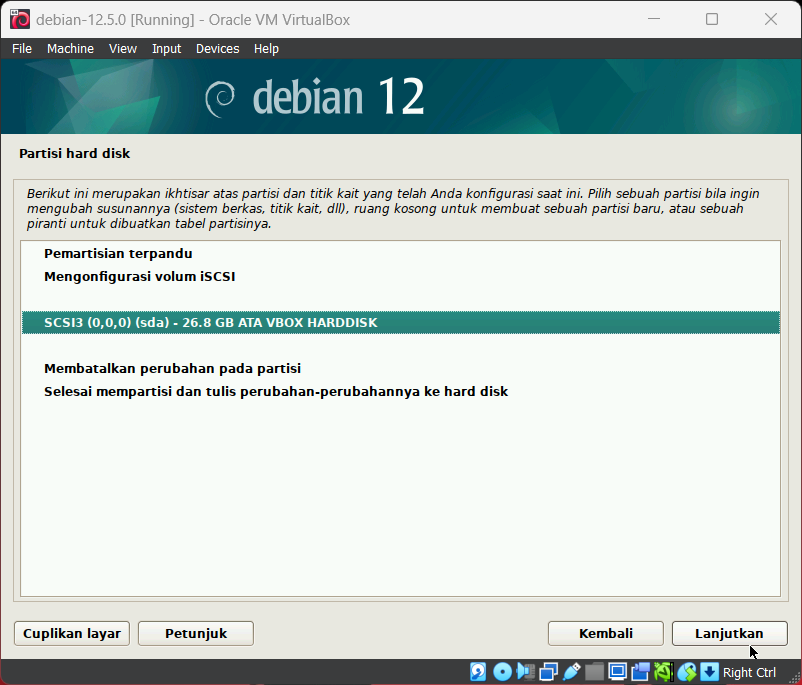 debian-12.5.0 [Running] - Oracle VM VirtualBox
File Machine View Input Devices Help
debian 12
Partisi hard disk
Berikut ini merupakan ikhtisar atas partisi dan titik kait yang telah Anda konfigurasi saat ini. Pilih sebuah partisi bila ingin
mengubah susunannya (sistem berkas, titik kait, dll), ruang kosong untuk membuat sebuah partisi baru, atau sebuah
piranti untuk dibuatkan tabel partisinya.
Pemartisian terpandu
Mengonfigurasi volum iSCSI
SCSI3 (0,0,0) (sda) - 26.8 GB ATA VBOX HARDDISK
Membatalkan perubahan pada partisi
Selesai mempartisi dan tulis perubahan-perubahannya ke hard disk
Cuplikan layar Petunjuk Kembali Lanjutkan
Right Ctrl